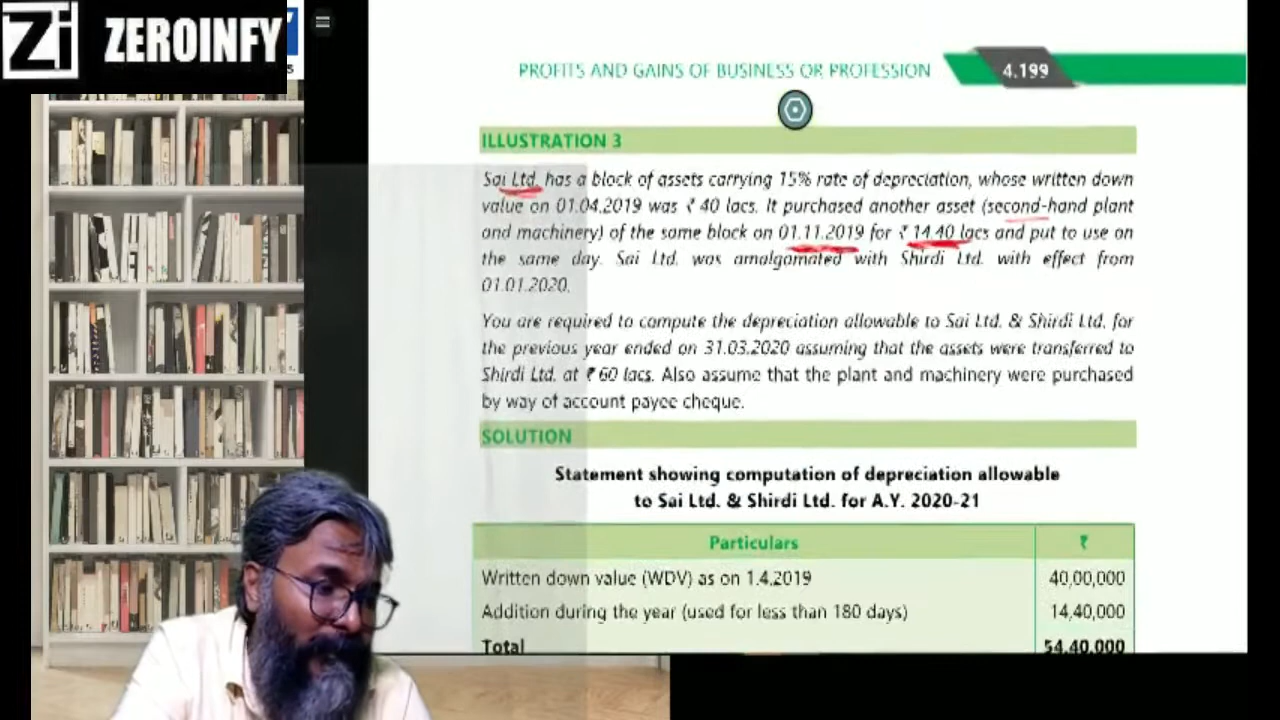 Zi ZEROINFY
PROFITS AND GAINS OF BUSINESS OR PROFESSION 4.199
ILLUSTRATION 3
Sai Ltd. has a block of assets carrying 15% rate of depreciation, whose written down
value on 01.04.2019 was ₹ 40 lacs. It purchased another asset (second-hand plant
and machinery) of the same block on 01.11.2019 for ₹ 14.40 lacs and put to use on
the same day. Sai Ltd. was amalgamated with Shirdi Ltd. with effect from
01.01.2020.
You are required to compute the depreciation allowable to Sai Ltd. & Shirdi Ltd. for
the previous year ended on 31.03.2020 assuming that the assets were transferred to
Shirdi Ltd. at ₹ 60 lacs. Also assume that the plant and machinery were purchased
by way of account payee cheque.
SOLUTION
Statement showing computation of depreciation allowable
to Sai Ltd. & Shirdi Ltd. for A.Y. 2020-21
Particulars ₹
Written down value (WDV) as on 1.4.2019 40,00,000
Addition during the year (used for less than 180 days) 14,40,000
Total 54,40,000